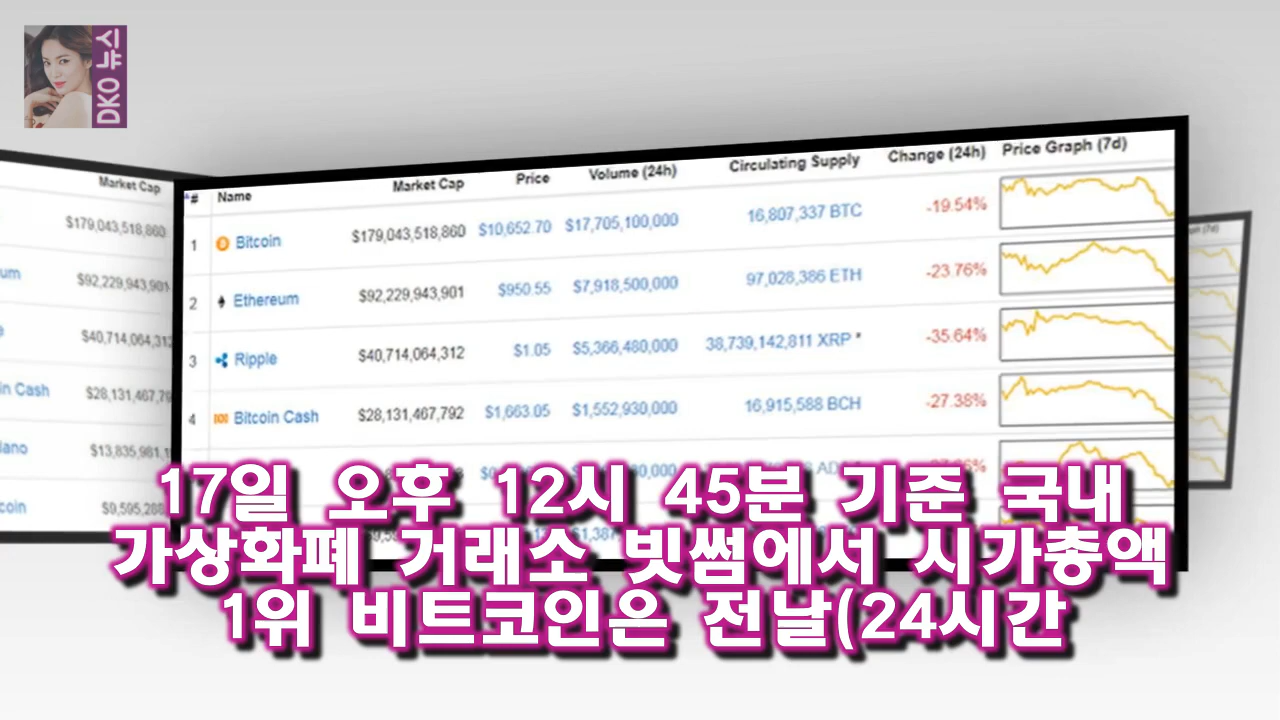 DKO 뉴스
Market Cap
$179,043,518,860
um $92,229,943,901
$40,714,064,312
in Cash $28,131,467,79
$13,835,981,1
coin $9,595,280
# Name Market Cap Price Volume (24h) Circulating Supply Change (24h) Price Graph (7d)
1 Bitcoin $179,043,518,860 $10,652.70 $17,705,100,000 16,807,337 BTC -19.54%
2 Ethereum $92,229,943,901 $950.55 $7,918,500,000 97,028,386 ETH -23.76%
3 Ripple $40,714,064,312 $1.05 $5,366,480,000 38,739,142,811 XRP * -35.64%
4 Bitcoin Cash $28,131,467,792 $1,663.05 $1,552,930,000 16,915,588 BCH -27.38%
17일 오후 12시 45분 기준 국내
가상화폐 거래소 빗썸에서 시가총액
1위 비트코인은 전날(24시간